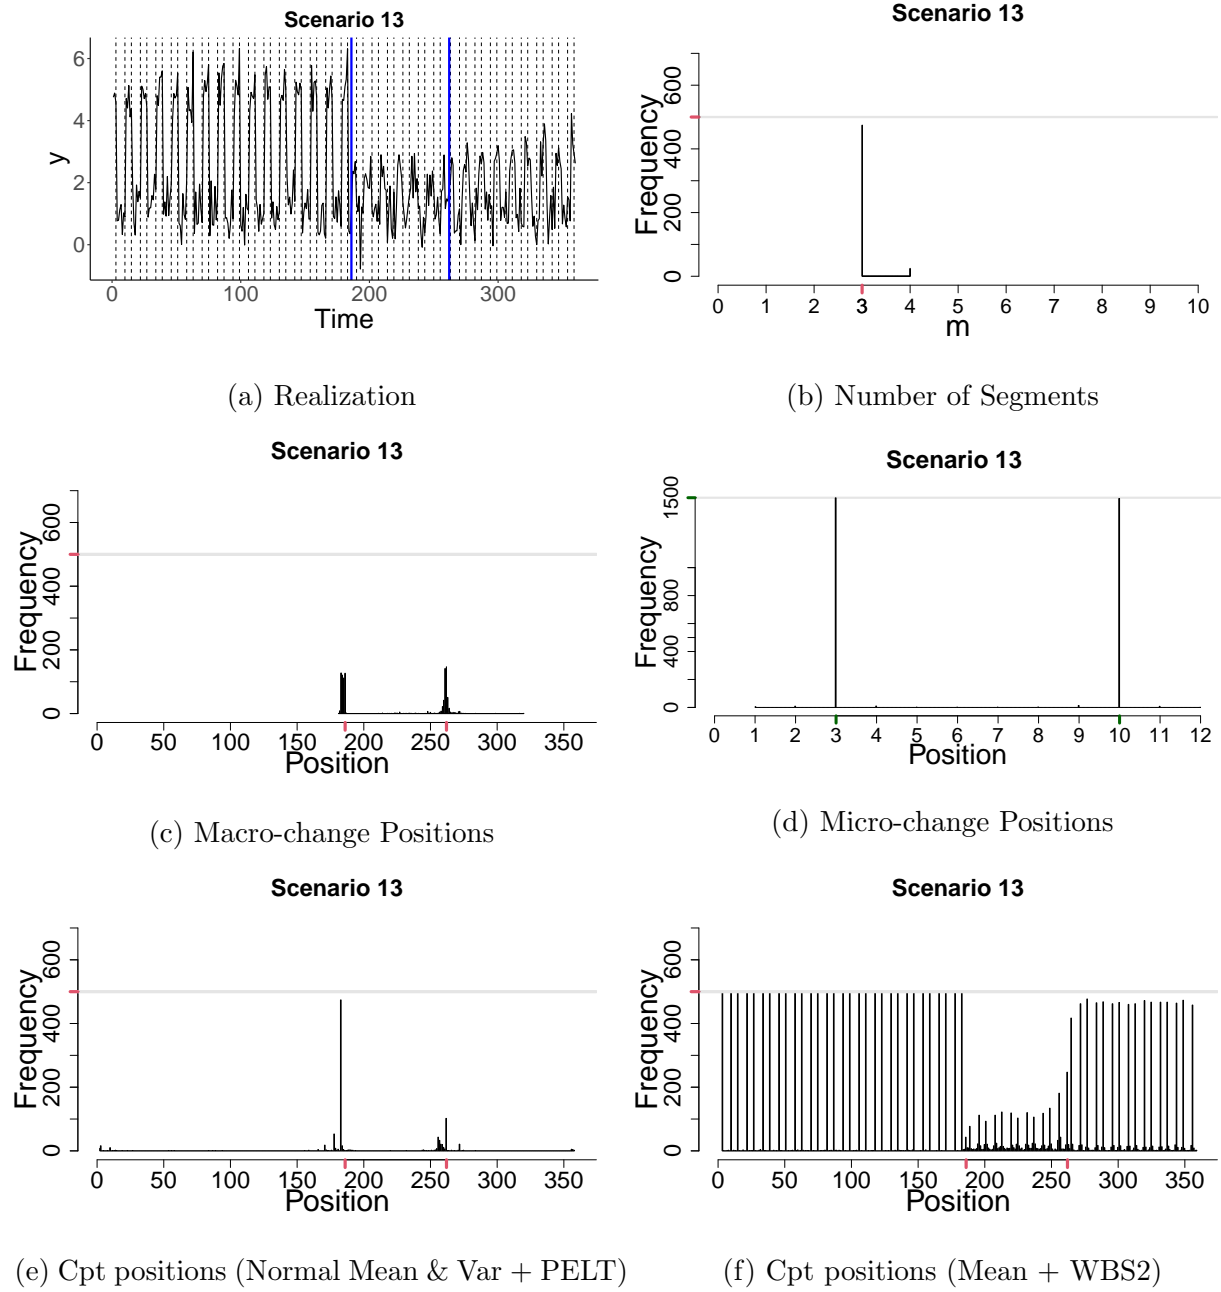 Scenario 13
y
6
4
2
0
0 100 200 300
Time
(a) Realization
Scenario 13
Frequency
0 200 400 600
0 1 2 3 4 5 6 7 8 9 10
m
(b) Number of Segments
Scenario 13
Frequency
0 200 400 600
0 50 100 150 200 250 300 350
Position
(c) Macro-change Positions
Scenario 13
Frequency
0 400 800 1500
0 1 2 3 4 5 6 7 8 9 10 11 12
Position
(d) Micro-change Positions
Scenario 13
Frequency
0 200 400 600
0 50 100 150 200 250 300 350
Position
(e) Cpt positions (Normal Mean & Var + PELT)
Scenario 13
Frequency
0 200 400 600
0 50 100 150 200 250 300 350
Position
(f) Cpt positions (Mean + WBS2)